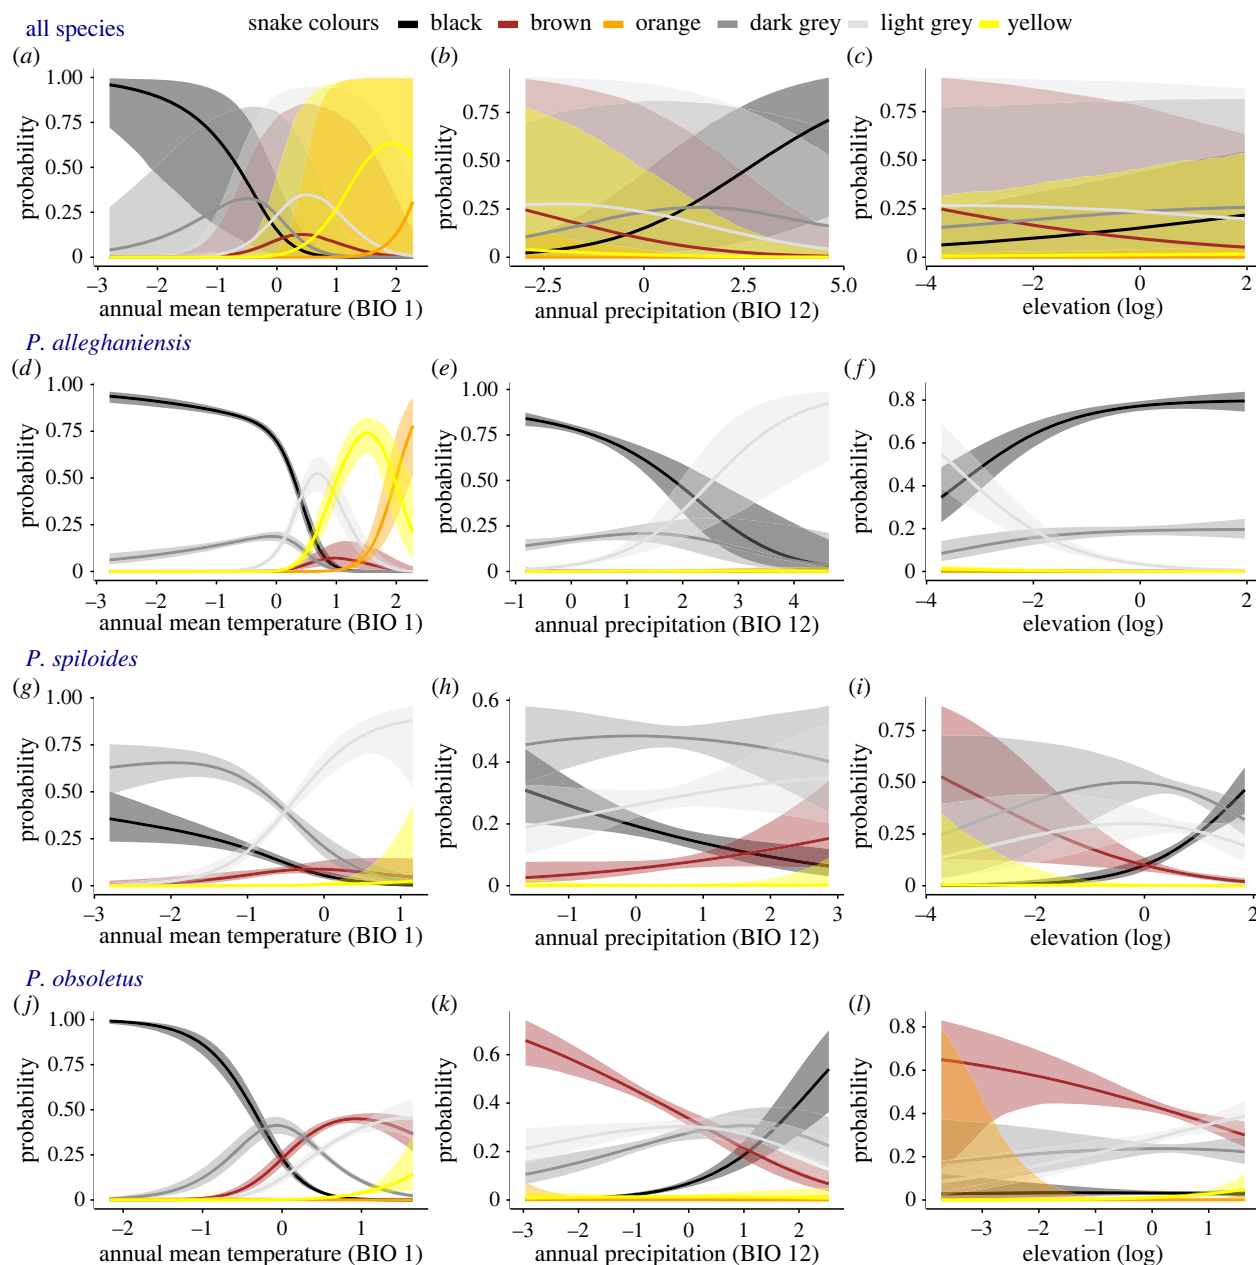 snake colours black brown orange dark grey light grey yellow
all species
(a) (b) (c)
1.00
0.75
0.50
0.25
0
probability
–3 –2 –1 0 1 2
annual mean temperature (BIO 1)
0.75
0.50
0.25
0
probability
–2.5 0 2.5 5.0
annual precipitation (BIO 12)
0.75
0.50
0.25
0
probability
–4 –2 0 2
elevation (log)
P. alleghaniensis
(d) (e) (f)
1.00
0.75
0.50
0.25
0
probability
–3 –2 –1 0 1 2
annual mean temperature (BIO 1)
1.00
0.75
0.50
0.25
0
probability
–1 0 1 2 3 4
annual precipitation (BIO 12)
0.8
0.6
0.4
0.2
0
probability
–4 –2 0 2
elevation (log)
P. spiloides
(g) (h) (i)
1.00
0.75
0.50
0.25
0
probability
–3 –2 –1 0 1
annual mean temperature (BIO 1)
0.6
0.4
0.2
0
probability
–1 0 1 2 3
annual precipitation (BIO 12)
0.75
0.50
0.25
0
probability
–4 –2 0 2
elevation (log)
P. obsoletus
(j) (k) (l)
1.00
0.75
0.50
0.25
0
probability
–2 –1 0 1
annual mean temperature (BIO 1)
0.6
0.4
0.2
0
probability
–3 –2 –1 0 1 2
annual precipitation (BIO 12)
0.8
0.6
0.4
0.2
0
probability
–3 –2 –1 0 1
elevation (log)